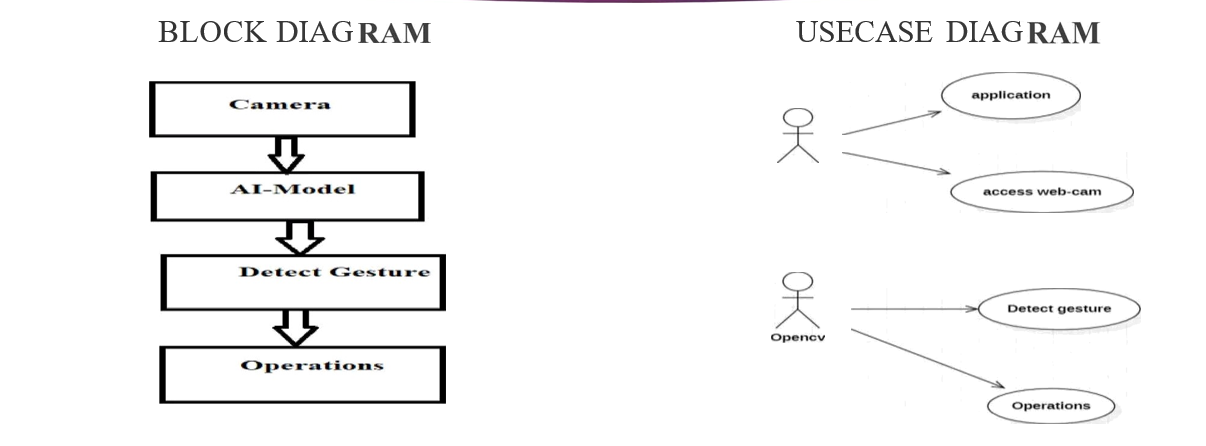 BLOCK DIAGRAM
Camera
AI-Model
Detect Gesture
Operations
USECASE DIAGRAM
application
access web-cam
Opencv
Detect gesture
Operations